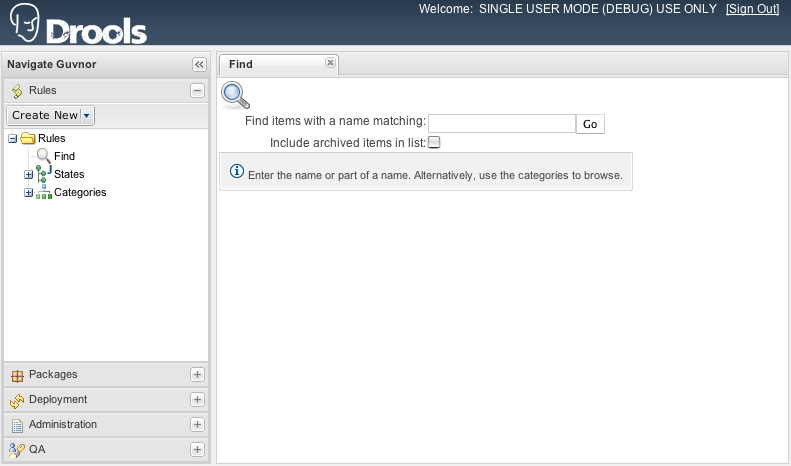 Drools
Welcome: SINGLE USER MODE (DEBUG) USE ONLY [Sign Out]
Navigate Guvnor
Rules
Create New
Rules
Find
States
Categories
Packages
Deployment
Administration
QA
Find
Find items with a name matching: Go
Include archived items in list:
Enter the name or part of a name. Alternatively, use the categories to browse.